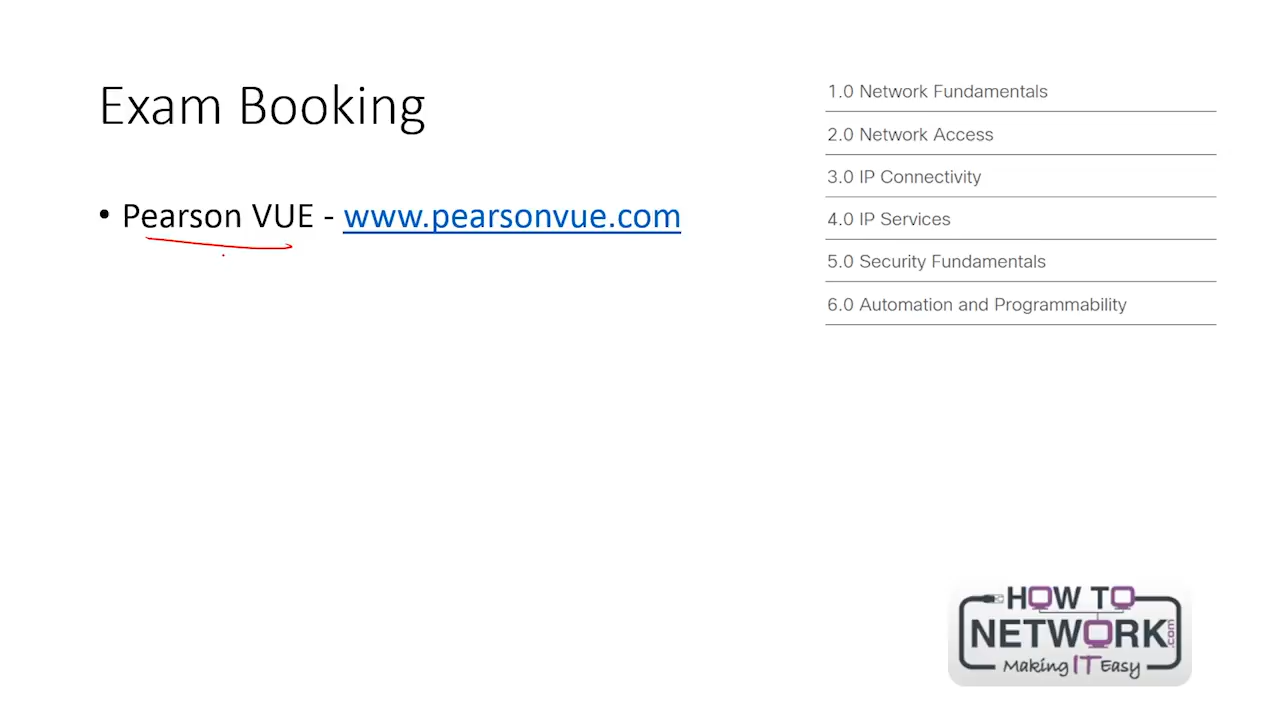 Exam Booking
• Pearson VUE - www.pearsonvue.com
1.0 Network Fundamentals
2.0 Network Access
3.0 IP Connectivity
4.0 IP Services
5.0 Security Fundamentals
6.0 Automation and Programmability
HOW TO
NETWORK.com
Making IT Easy